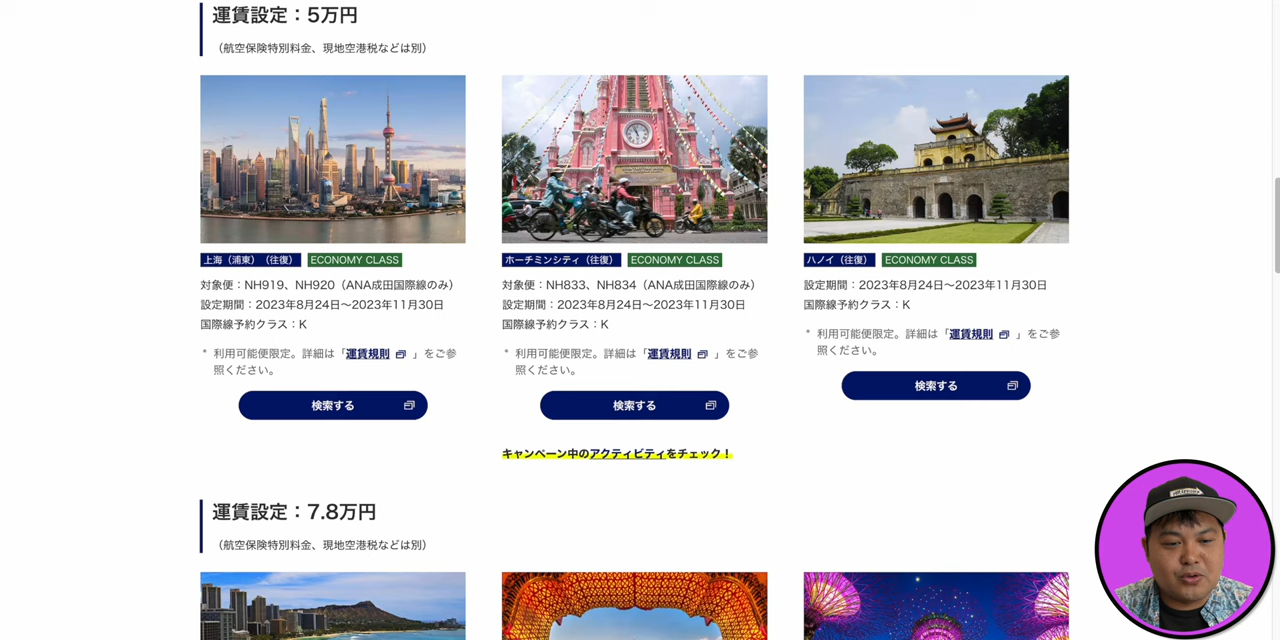 運賃設定：5万円
（航空保険特別料金、現地空港税などは別）
上海（浦東）（往復） ECONOMY CLASS
対象便：NH919、NH920（ANA成田国際線のみ）
設定期間：2023年8月24日～2023年11月30日
国際線予約クラス：K
* 利用可能便限定。詳細は「運賃規則 」をご参
照ください。
検索する
ホーチミンシティ（往復） ECONOMY CLASS
対象便：NH833、NH834（ANA成田国際線のみ）
設定期間：2023年8月24日～2023年11月30日
国際線予約クラス：K
* 利用可能便限定。詳細は「運賃規則 」をご参
照ください。
検索する
キャンペーン中のアクティビティをチェック！
ハノイ（往復） ECONOMY CLASS
設定期間：2023年8月24日～2023年11月30日
国際線予約クラス：K
* 利用可能便限定。詳細は「運賃規則 」をご参
照ください。
検索する
運賃設定：7.8万円
（航空保険特別料金、現地空港税などは別）